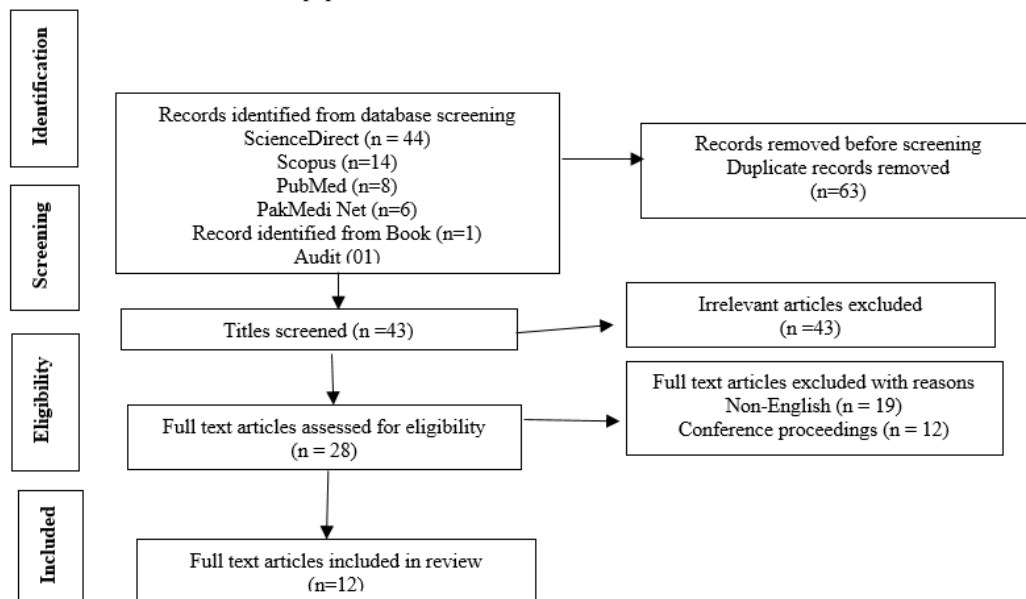 Identification
Records identified from database screening
ScienceDirect (n = 44)
Scopus (n=14)
PubMed (n=8)
PakMedi Net (n=6)
Record identified from Book (n=1)
Audit (01)
Records removed before screening
Duplicate records removed
(n=63)
Screening
Titles screened (n =43)
Irrelevant articles excluded
(n =43)
Eligibility
Full text articles assessed for eligibility
(n = 28)
Full text articles excluded with reasons
Non-English (n = 19)
Conference proceedings (n = 12)
Included
Full text articles included in review
(n=12)